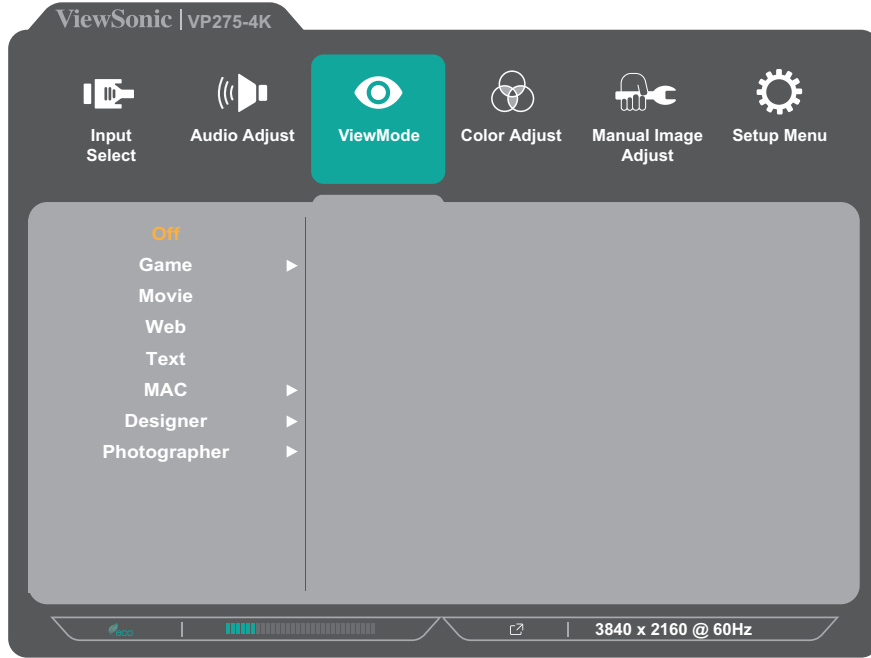 ViewSonic | VP275-4K
Input Select
Audio Adjust
ViewMode
Color Adjust
Manual Image Adjust
Setup Menu
Off
Game
Movie
Web
Text
MAC
Designer
Photographer
eco
3840 x 2160 @ 60Hz